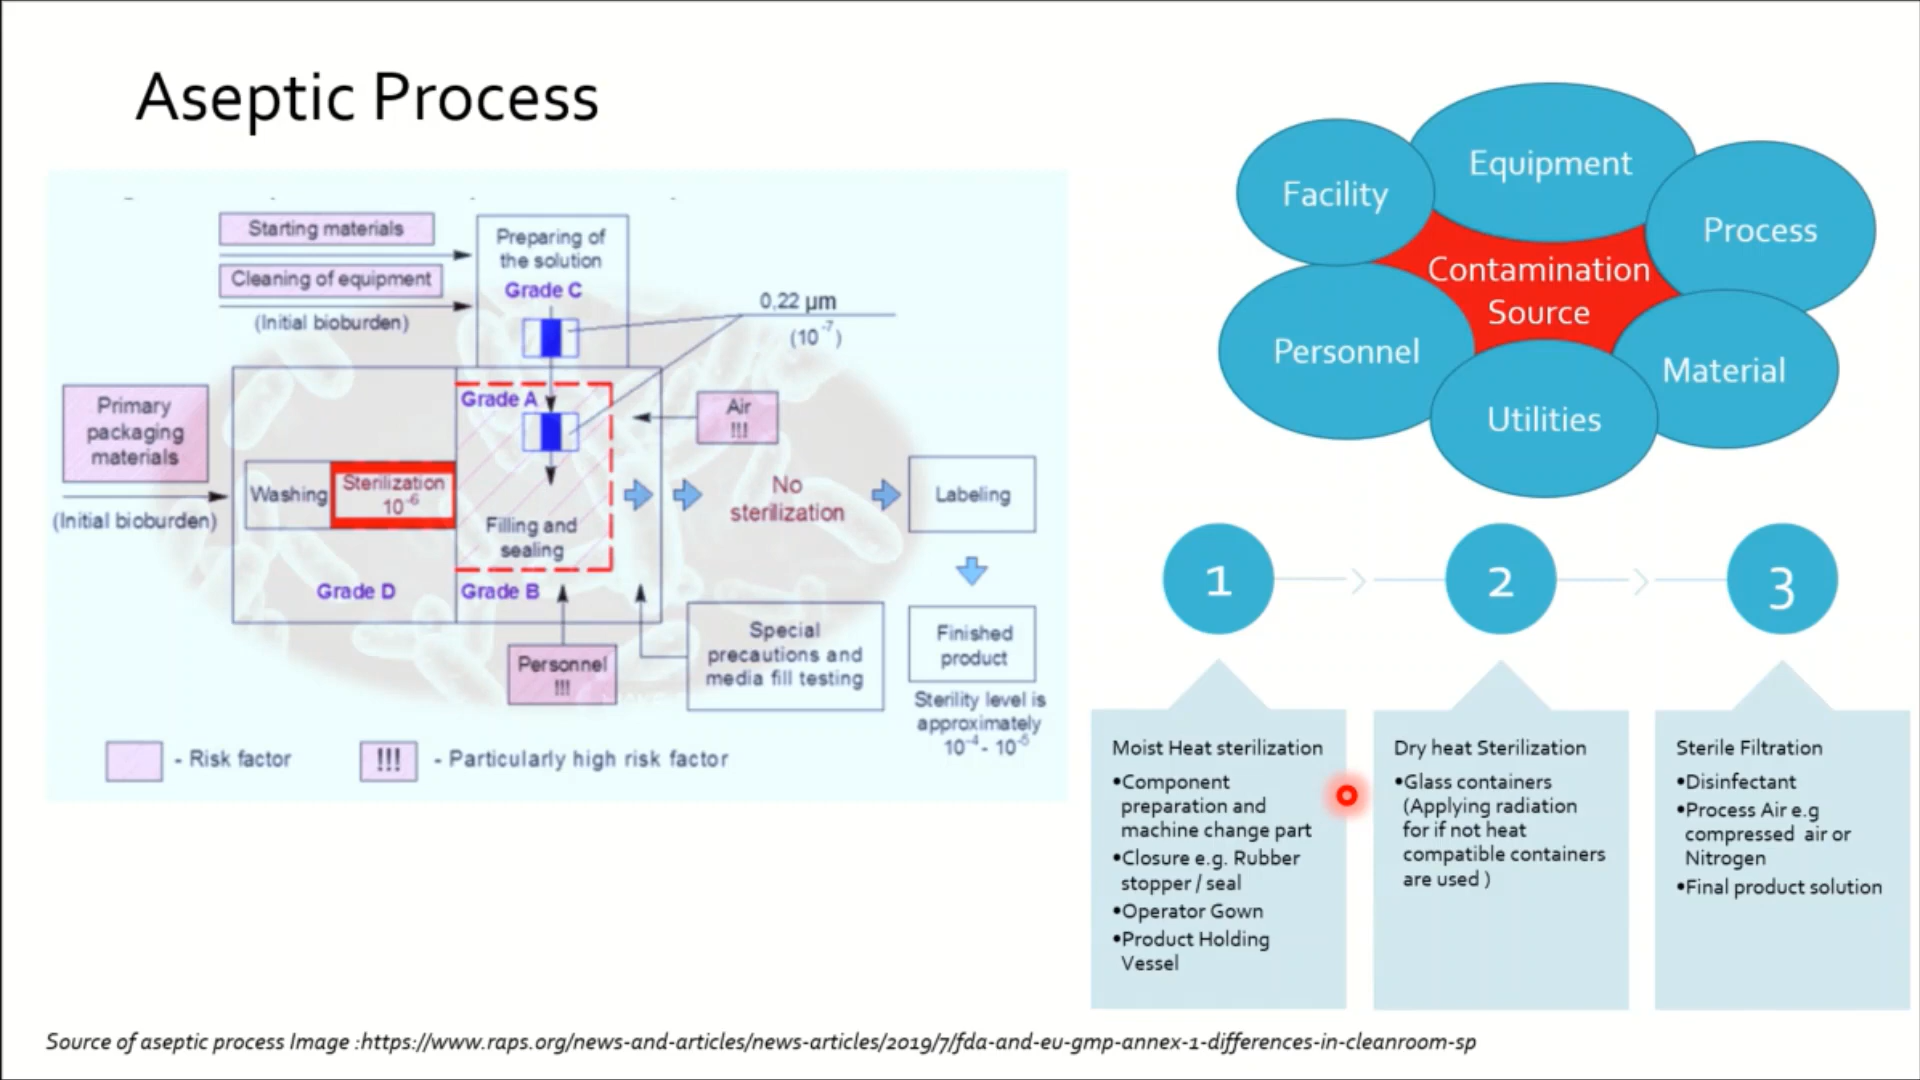 Aseptic Process
Starting materials
Cleaning of equipment
(Initial bioburden)
Preparing of
the solution
Grade C
0,22 µm
(10⁻⁷)
Primary
packaging
materials
(Initial bioburden)
Washing
Sterilization
10⁻⁶
Grade D
Grade A
Filling and
sealing
Grade B
Air
!!!
No
sterilization
Labeling
Personnel
!!!
Special
precautions and
media fill testing
Finished
product
Sterility level is
approximately
10⁻⁴- 10⁻⁵
- Risk factor
!!!
- Particularly high risk factor
Facility
Equipment
Process
Contamination
Source
Personnel
Material
Utilities
1
2
3
Moist Heat sterilization
•Component
preparation and
machine change part
•Closure e.g. Rubber
stopper / seal
•Operator Gown
•Product Holding
Vessel
Dry heat Sterilization
•Glass containers
(Applying radiation
for if not heat
compatible containers
are used )
Sterile Filtration
•Disinfectant
•Process Air e.g
compressed air or
Nitrogen
•Final product solution
Source of aseptic process Image :https://www.raps.org/news-and-articles/news-articles/2019/7/fda-and-eu-gmp-annex-1-differences-in-cleanroom-sp